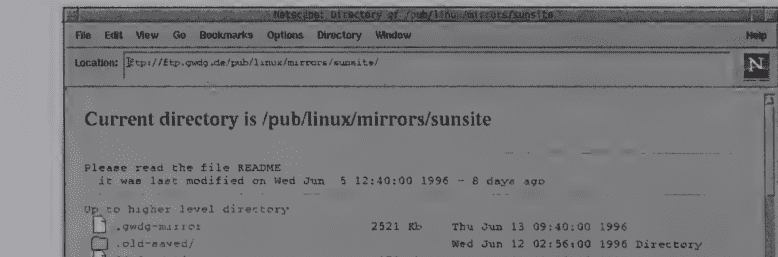 Netscape: Directory of /pub/linux/mirrors/sunsite
File Edit View Go Bookmarks Options Directory Window Help
Location: ftp://ftp.gwdg.de/pub/linux/mirrors/sunsite/
N
Current directory is /pub/linux/mirrors/sunsite
Please read the file README
it was last modified on Wed Jun 5 12:40:00 1996 - 8 days ago
Up to higher level directory
.gwdg-mirror 2521 Kb Thu Jun 13 09:40:00 1996
.old-saved/ Wed Jun 12 02:56:00 1996 Directory